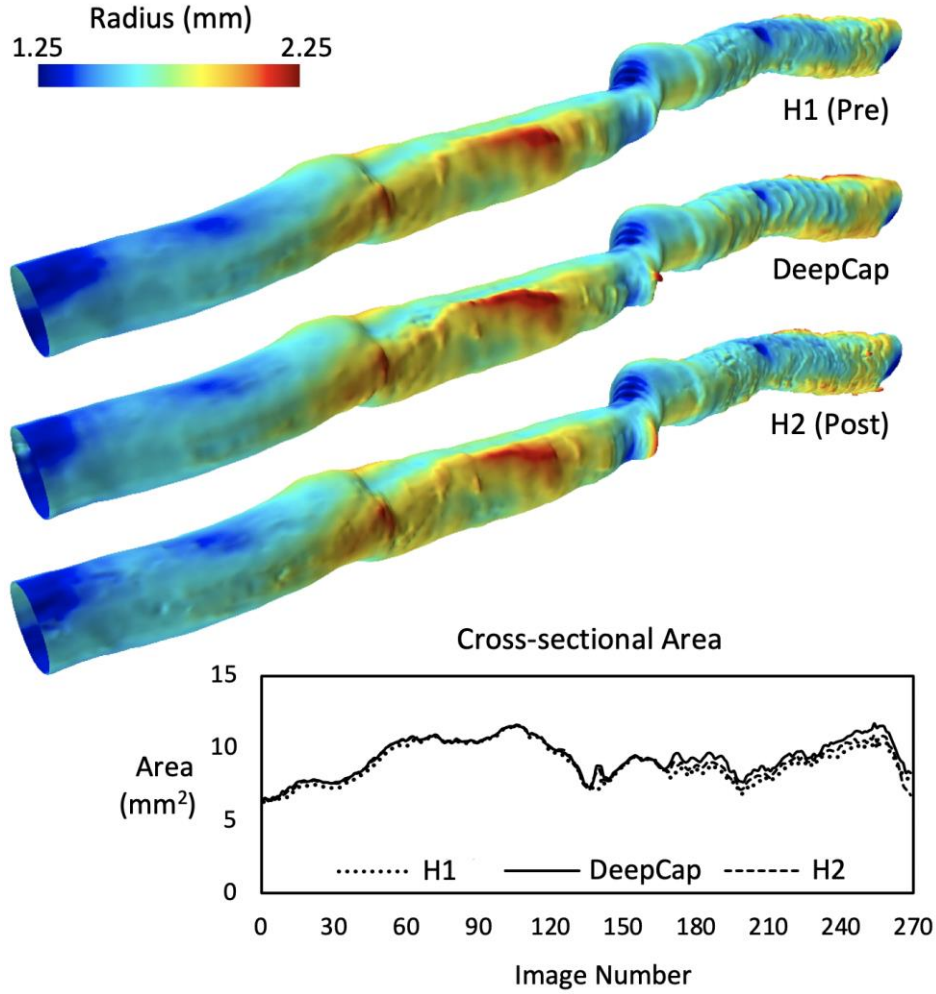 Radius (mm)
1.25 2.25
H1 (Pre)
DeepCap
H2 (Post)
Cross-sectional Area
15
10
Area
(mm²)
5
H1 DeepCap H2
0
0 30 60 90 120 150 180 210 240 270
Image Number